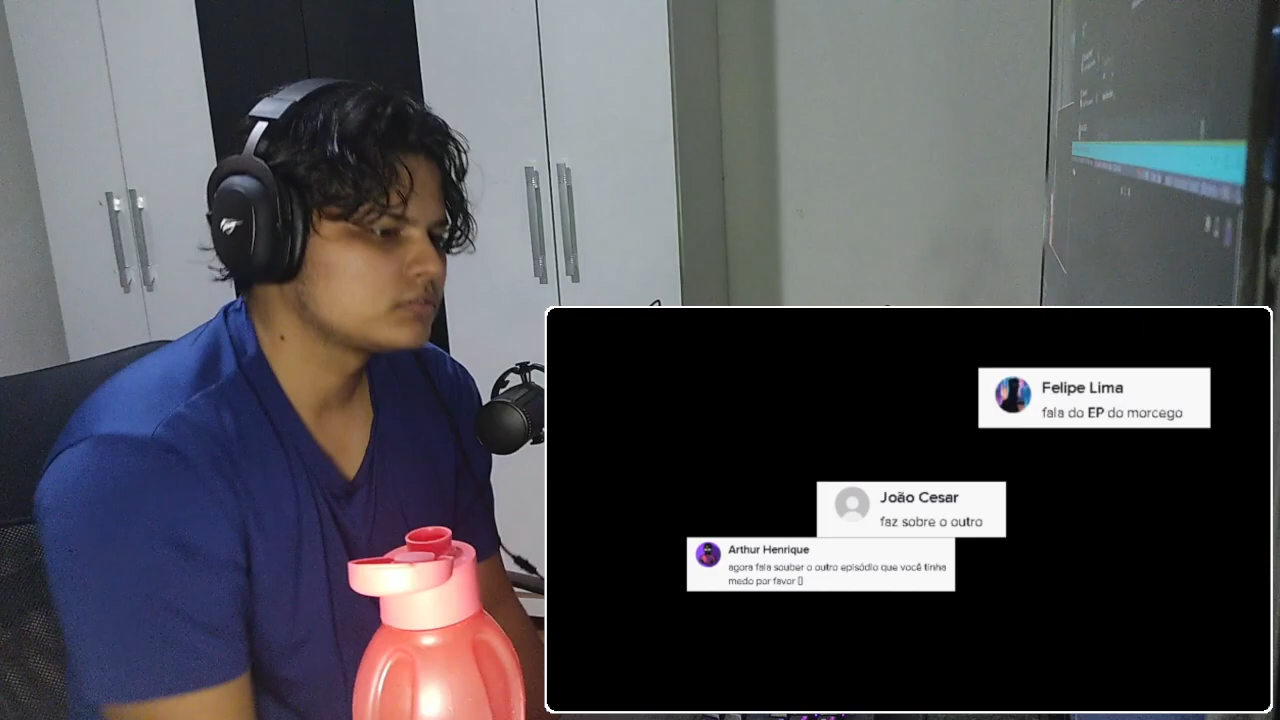 Felipe Lima
fala do EP do morcego
João Cesar
faz sobre o outro
Arthur Henrique
agora fala souber o outro episódio que você tinha
medo por favor []